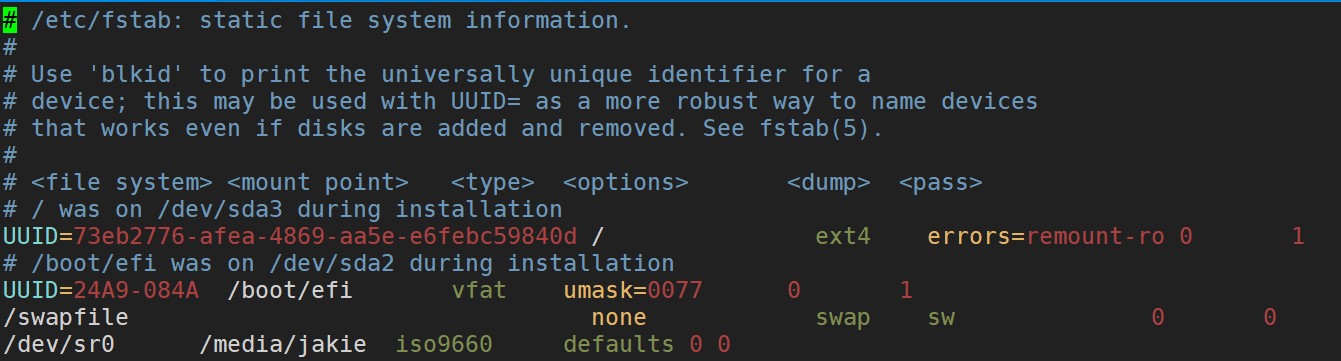 # /etc/fstab: static file system information.
#
# Use 'blkid' to print the universally unique identifier for a
# device; this may be used with UUID= as a more robust way to name devices
# that works even if disks are added and removed. See fstab(5).
#
# <file system> <mount point>   <type>  <options>       <dump>  <pass>
# / was on /dev/sda3 during installation
UUID=73eb2776-afea-4869-aa5e-e6febc59840d /               ext4    errors=remount-ro 0       1
# /boot/efi was on /dev/sda2 during installation
UUID=24A9-084A  /boot/efi       vfat    umask=0077      0       1
/swapfile                                 none            swap    sw              0       0
/dev/sr0      /media/jakie  iso9660     defaults 0 0